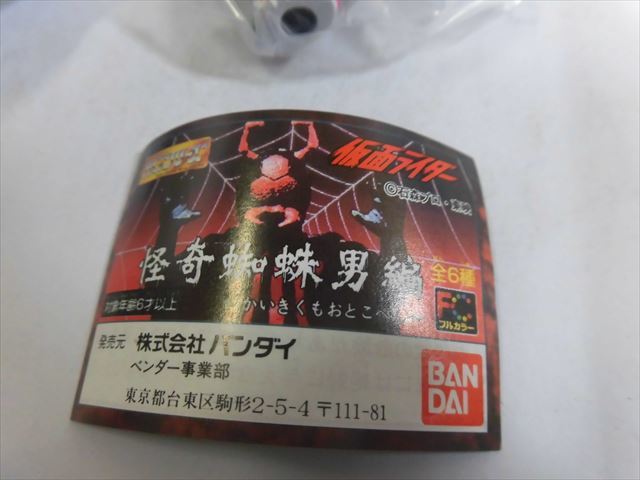 仮面ライダー
©石森プロ・東映
怪奇蜘蛛男編
全6種
対象年齢6才以上
かいきくもおとこへ
フルカラー
発売元 株式会社 バンダイ
ベンダー事業部
東京都台東区駒形2-5-4 〒111-81
BAN
DAI